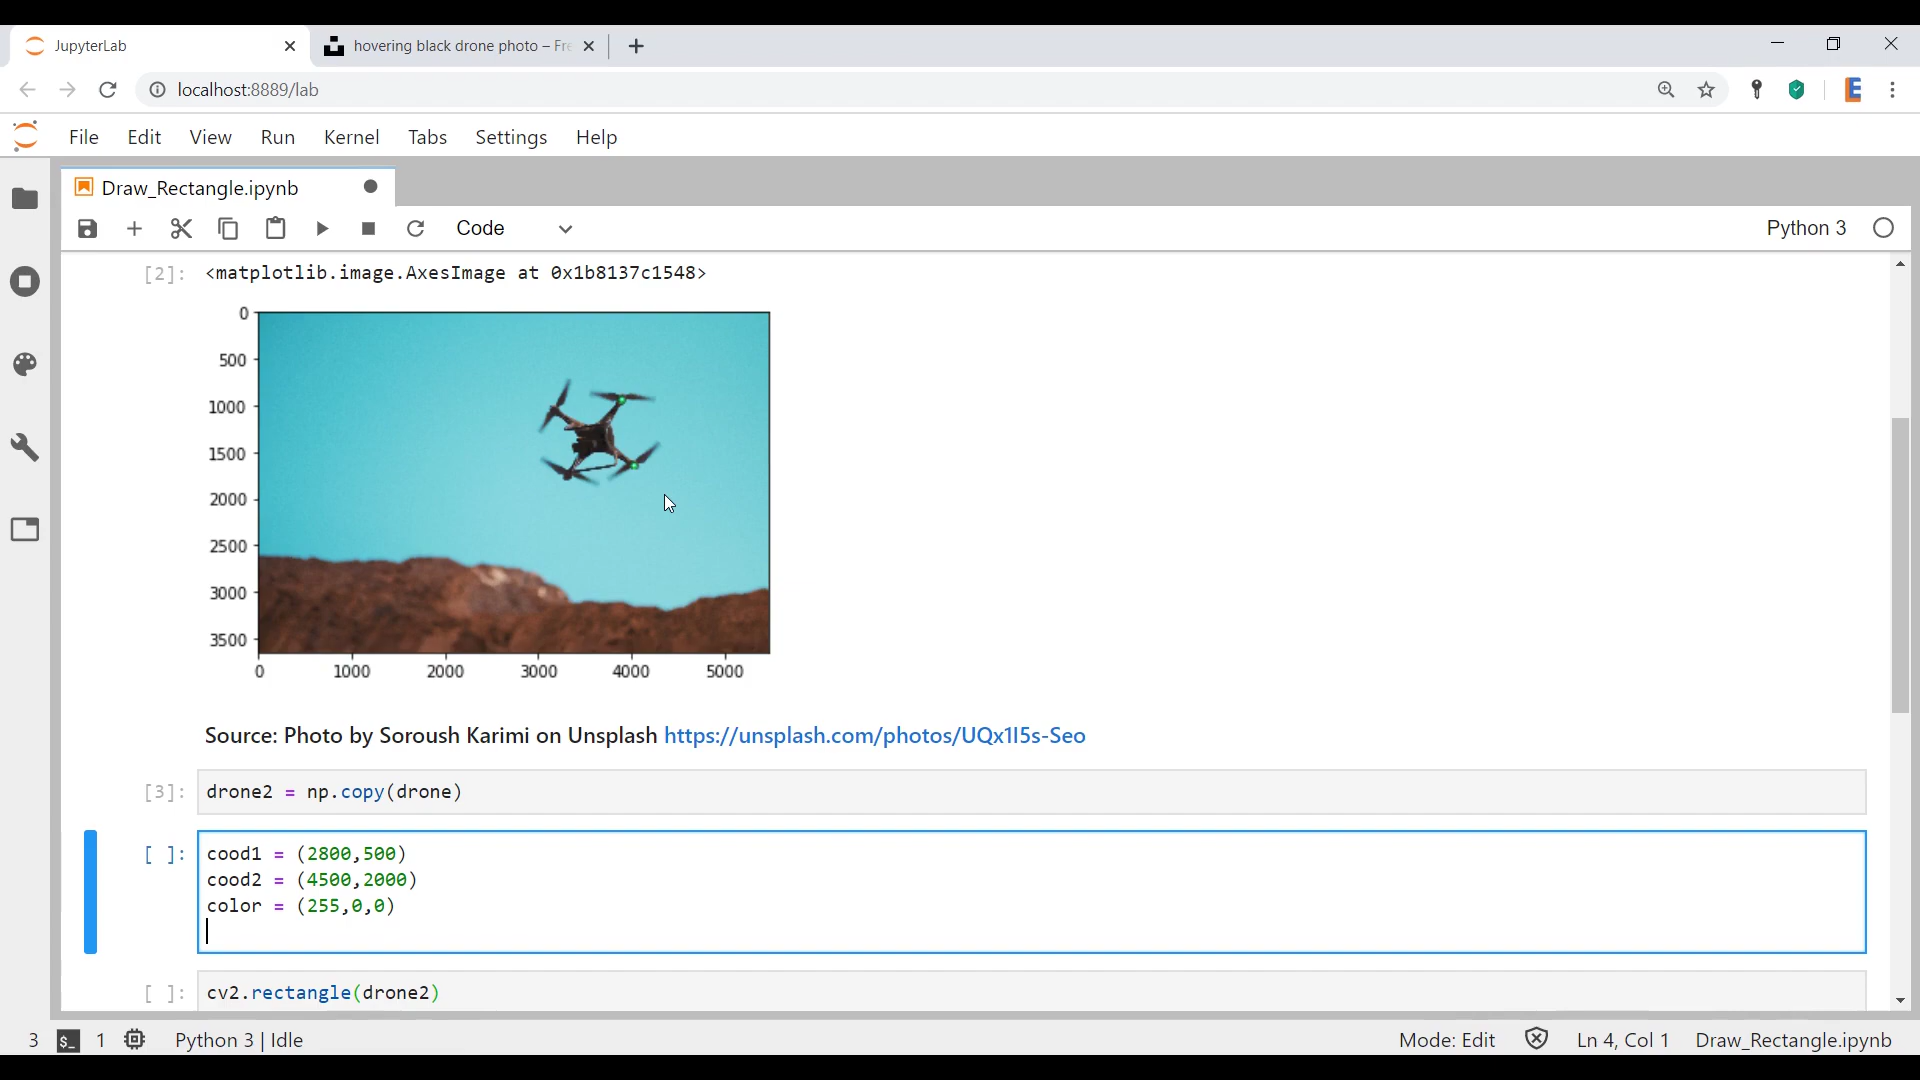 JupyterLab
hovering black drone photo – Fre
localhost:8889/lab
File Edit View Run Kernel Tabs Settings Help
Draw_Rectangle.ipynb
Code
Python 3
[2]: <matplotlib.image.AxesImage at 0x1b8137c1548>
0
500
1000
1500
2000
2500
3000
3500
0 1000 2000 3000 4000 5000
Source: Photo by Soroush Karimi on Unsplash https://unsplash.com/photos/UQx1I5s-Seo
[3]: drone2 = np.copy(drone)
[ ]: cood1 = (2800,500)
cood2 = (4500,2000)
color = (255,0,0)
[ ]: cv2.rectangle(drone2)
3 $_ 1 Python 3 | Idle Mode: Edit Ln 4, Col 1 Draw_Rectangle.ipynb